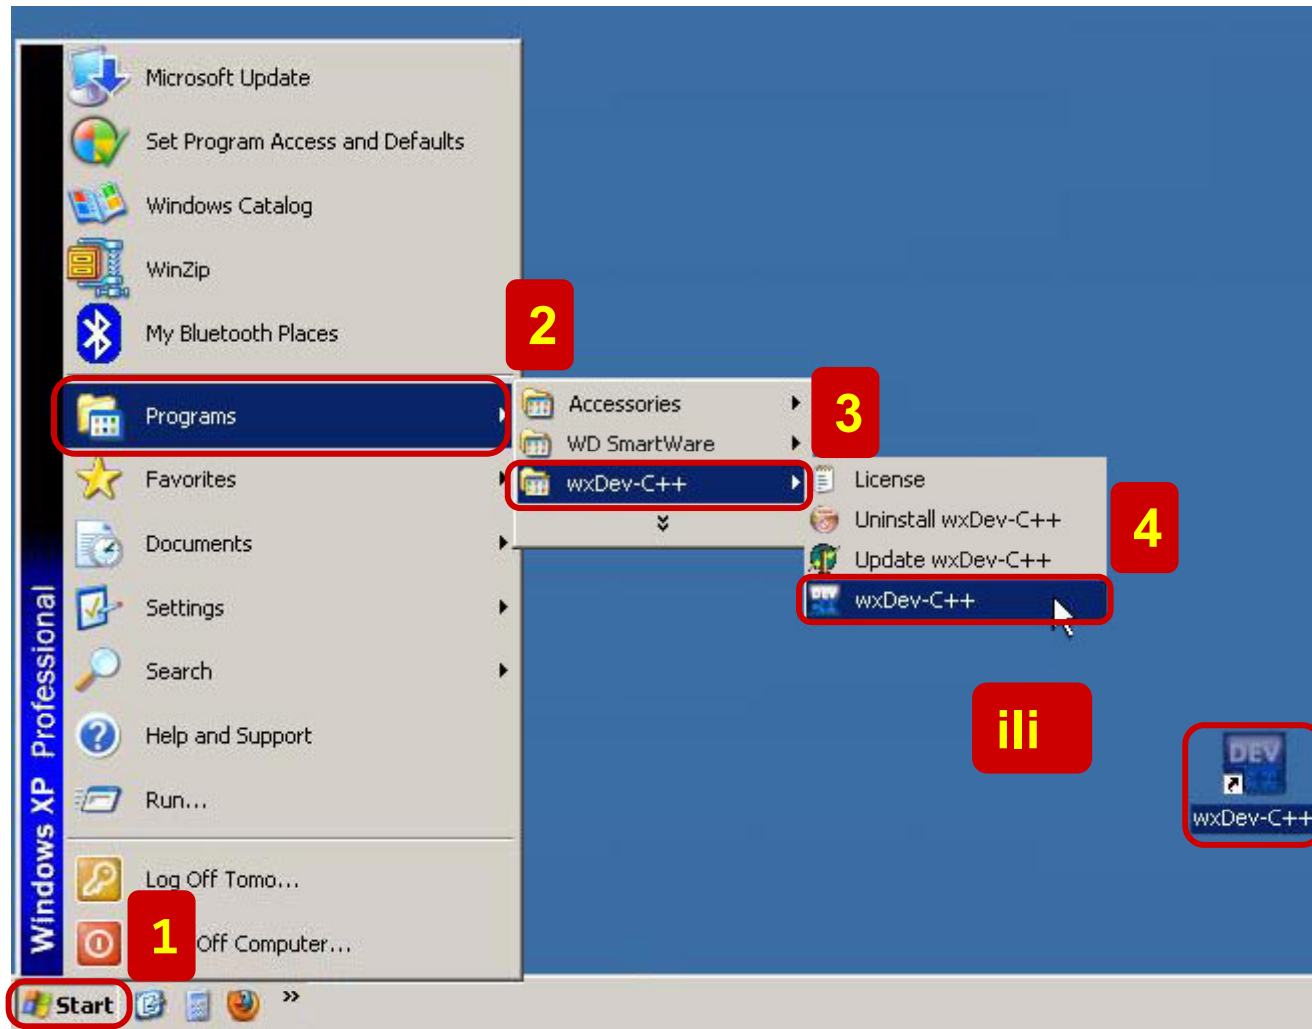 Microsoft Update
Set Program Access and Defaults
Windows Catalog
WinZip
My Bluetooth Places
2
Programs
Accessories
3
WD SmartWare
Favorites
wxDev-C++
License
Documents
Uninstall wxDev-C++
4
Update wxDev-C++
Settings
wxDev-C++
Search
ili
Help and Support
DEV
Run...
wxDev-C++
Log Off Tomo...
1
Off Computer...
Windows XP Professional
Start